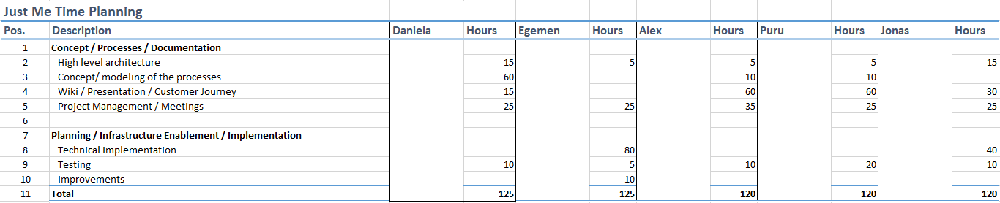 Just Me Time Planning
Pos. Description Daniela Hours Egemen Hours Alex Hours Puru Hours Jonas Hours
1 Concept / Processes / Documentation
2 High level architecture 15 5 5 5 15
3 Concept/ modeling of the processes 60 10 10
4 Wiki / Presentation / Customer Journey 15 60 60 30
5 Project Management / Meetings 25 25 35 25 25
6
7 Planning / Infrastructure Enablement / Implementation
8 Technical Implementation 80 40
9 Testing 10 5 10 20 10
10 Improvements 10
11 Total 125 125 120 120 120